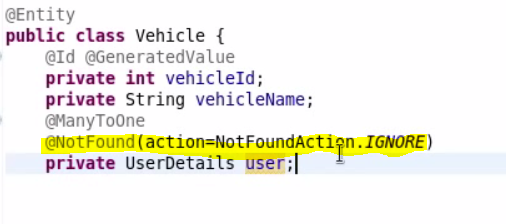 @Entity
public class Vehicle {
@Id @GeneratedValue
private int vehicleId;
private String vehicleName;
@ManyToOne
@NotFound(action=NotFoundAction.IGNORE)
private UserDetails user;